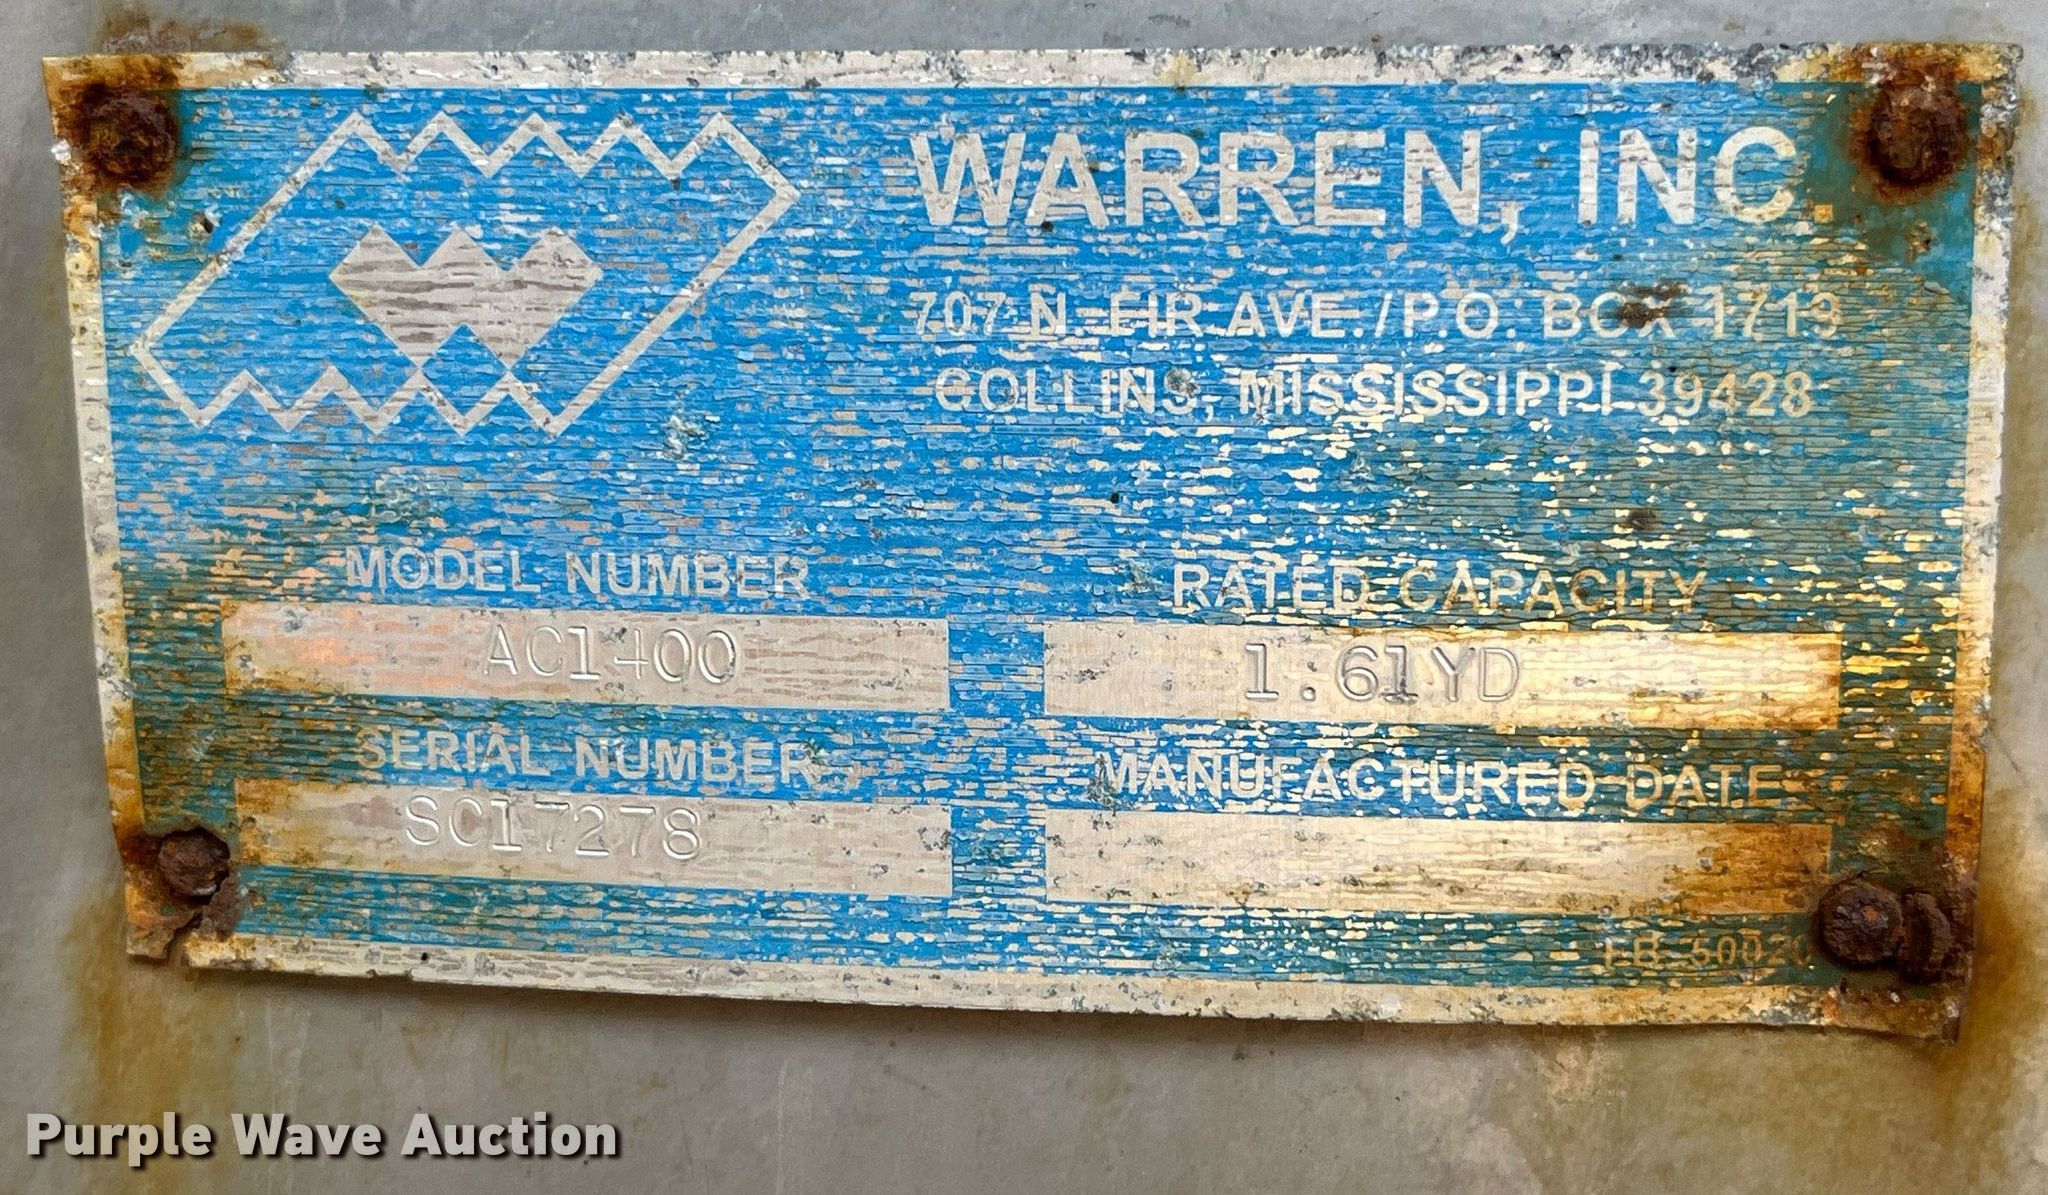 WARREN, INC.
707 N. FIR AVE./P.O. BOX 1719
COLLINS, MISSISSIPPI 39428
MODEL NUMBER
AC1400
RATED CAPACITY
1.61YD
SERIAL NUMBER
SC17278
MANUFACTURED DATE
50020
Purple Wave Auction